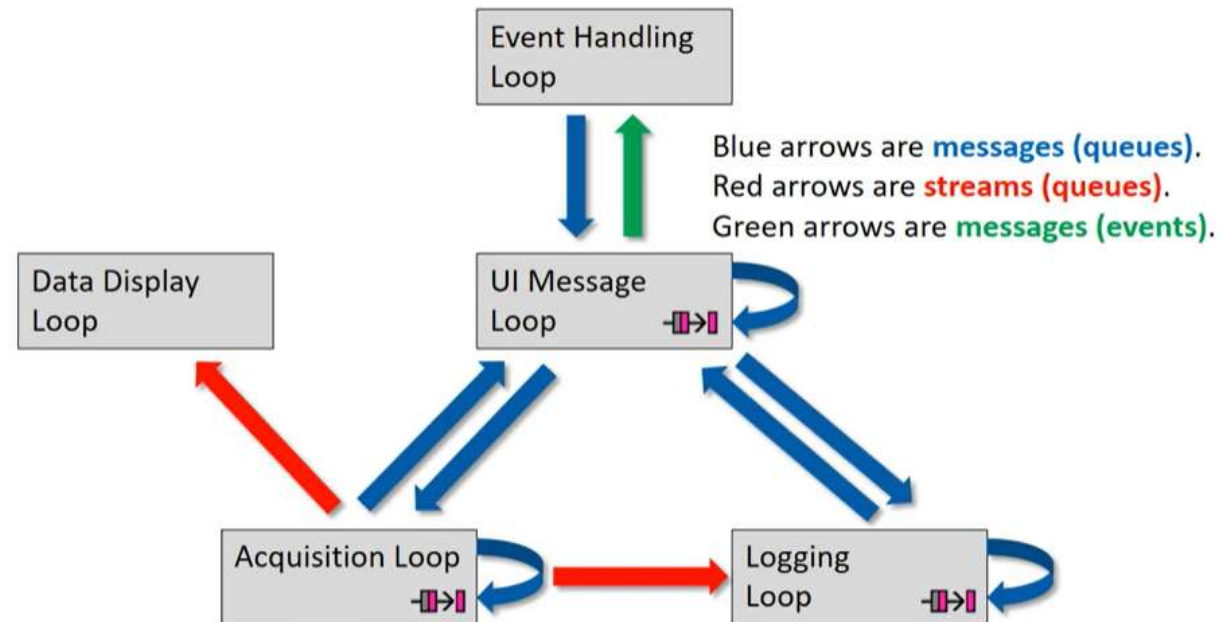 Event Handling
Loop
Blue arrows are messages (queues).
Red arrows are streams (queues).
Green arrows are messages (events).
Data Display
Loop
UI Message
Loop
Acquisition Loop
Logging
Loop